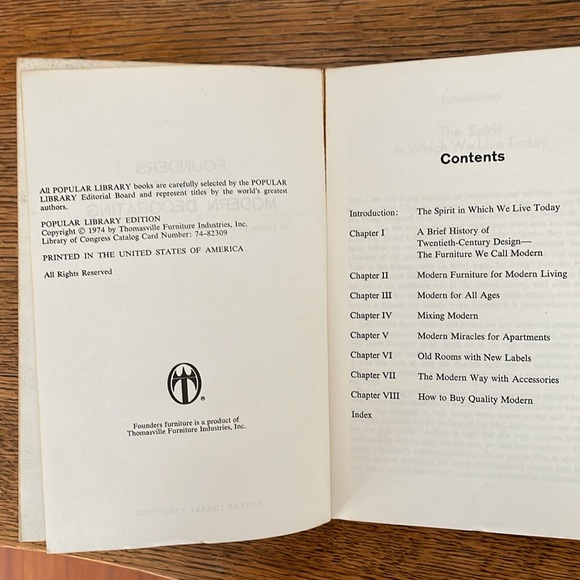 All POPULAR LIBRARY books are carefully selected by the POPULAR
LIBRARY Editorial Board and represent titles by the world's greatest
authors.
POPULAR LIBRARY EDITION
Copyright © 1974 by Thomasville Furniture Industries, Inc.
Library of Congress Catalog Card Number: 74-82309
PRINTED IN THE UNITED STATES OF AMERICA
All Rights Reserved
®
Founders furniture is a product of
Thomasville Furniture Industries, Inc.
Contents
Introduction: The Spirit in Which We Live Today
Chapter I A Brief History of
Twentieth-Century Design—
The Furniture We Call Modern
Chapter II Modern Furniture for Modern Living
Chapter III Modern for All Ages
Chapter IV Mixing Modern
Chapter V Modern Miracles for Apartments
Chapter VI Old Rooms with New Labels
Chapter VII The Modern Way with Accessories
Chapter VIII How to Buy Quality Modern
Index